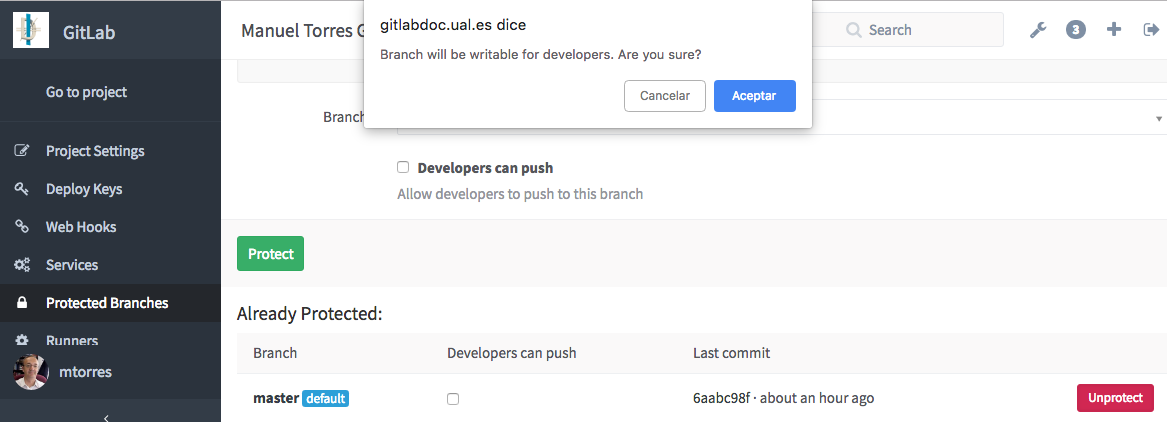 GitLab
Manuel Torres G
gitlabdoc.ual.es dice
Branch will be writable for developers. Are you sure?
Cancelar
Aceptar
Search
3
Go to project
Project Settings
Deploy Keys
Web Hooks
Services
Protected Branches
Runners
mtorres
Branch
Developers can push
Allow developers to push to this branch
Protect
Already Protected:
Branch Developers can push Last commit
master default 6aabc98f · about an hour ago Unprotect